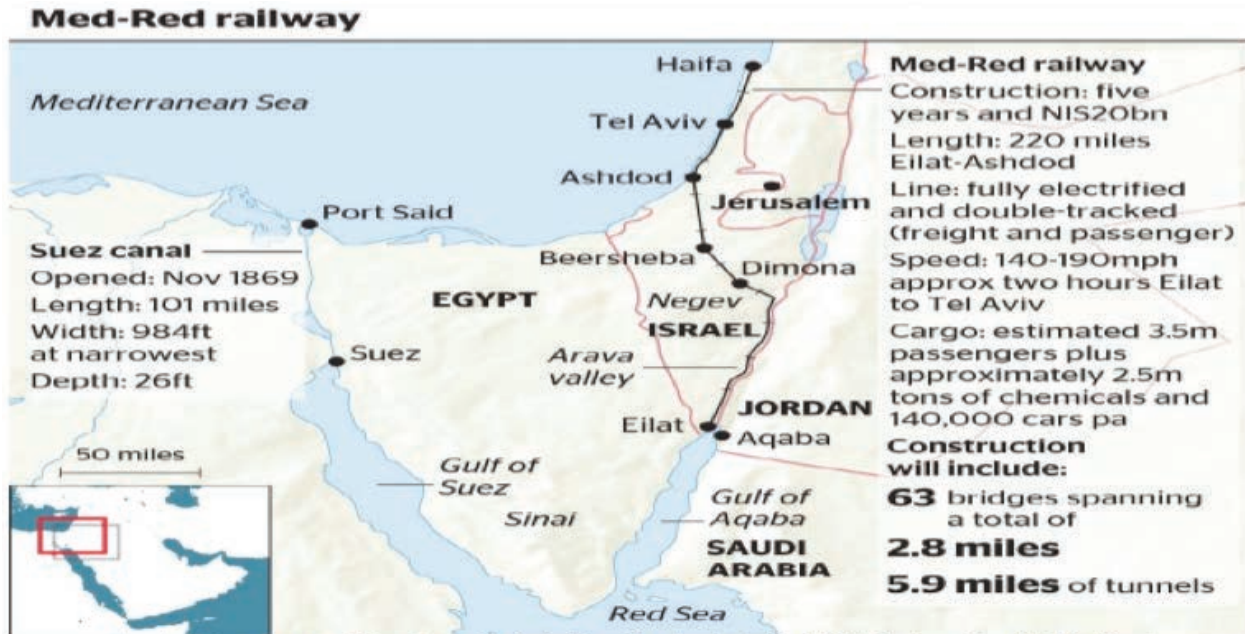 Med-Red railway
Mediterranean Sea
Haifa
Tel Aviv
Ashdod
Jerusalem
Port Said
Beersheba
Dimona
Suez canal
Opened: Nov 1869
Length: 101 miles
Width: 984ft
at narrowest
Depth: 26ft
EGYPT
Negev
ISRAEL
Suez
Arava
valley
JORDAN
Eilat
Aqaba
50 miles
Gulf of
Suez
Sinai
Gulf of
Aqaba
SAUDI
ARABIA
Red Sea
Med-Red railway
Construction: five
years and NIS20bn
Length: 220 miles
Eilat-Ashdod
Line: fully electrified
and double-tracked
(freight and passenger)
Speed: 140-190mph
approx two hours Eilat
to Tel Aviv
Cargo: estimated 3.5m
passengers plus
approximately 2.5m
tons of chemicals and
140,000 cars pa
Construction
will include:
63 bridges spanning
a total of
2.8 miles
5.9 miles of tunnels